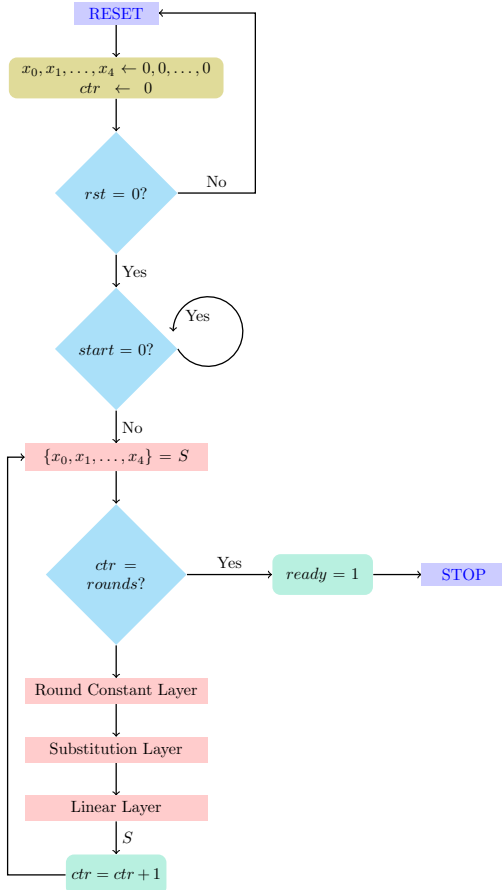 RESET
x₀, x₁, . . . , x₄ ← 0, 0, . . . , 0
ctr ← 0
rst = 0?
No
Yes
start = 0?
Yes
No
{x₀, x₁, . . . , x₄} = S
ctr =
rounds?
Yes
ready = 1
STOP
Round Constant Layer
Substitution Layer
Linear Layer
S
ctr = ctr + 1